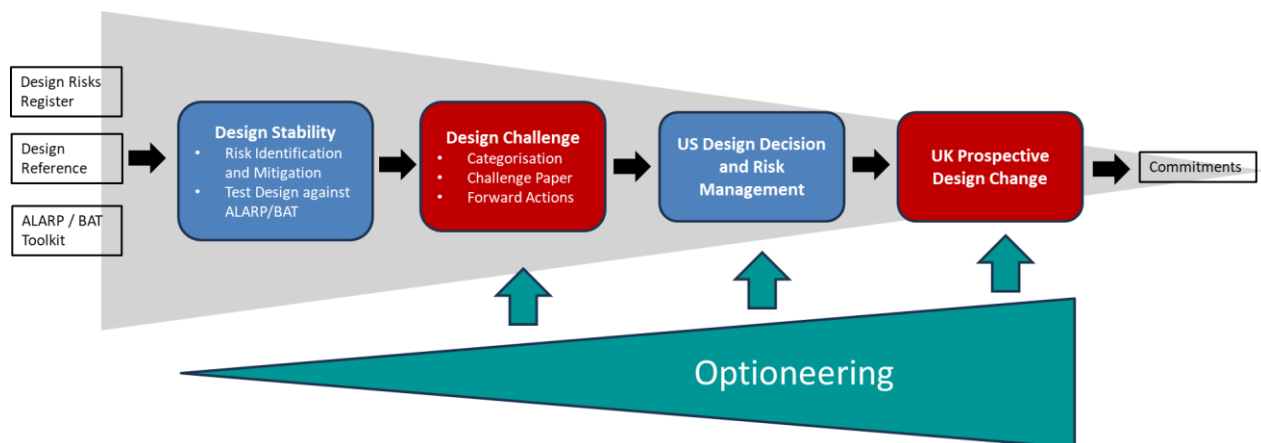 Design Risks
Register
Design
Reference
ALARP / BAT
Toolkit
Design Stability
• Risk Identification
and Mitigation
• Test Design against
ALARP/BAT
Design Challenge
• Categorisation
• Challenge Paper
• Forward Actions
US Design Decision
and Risk
Management
UK Prospective
Design Change
Commitments
Optioneering